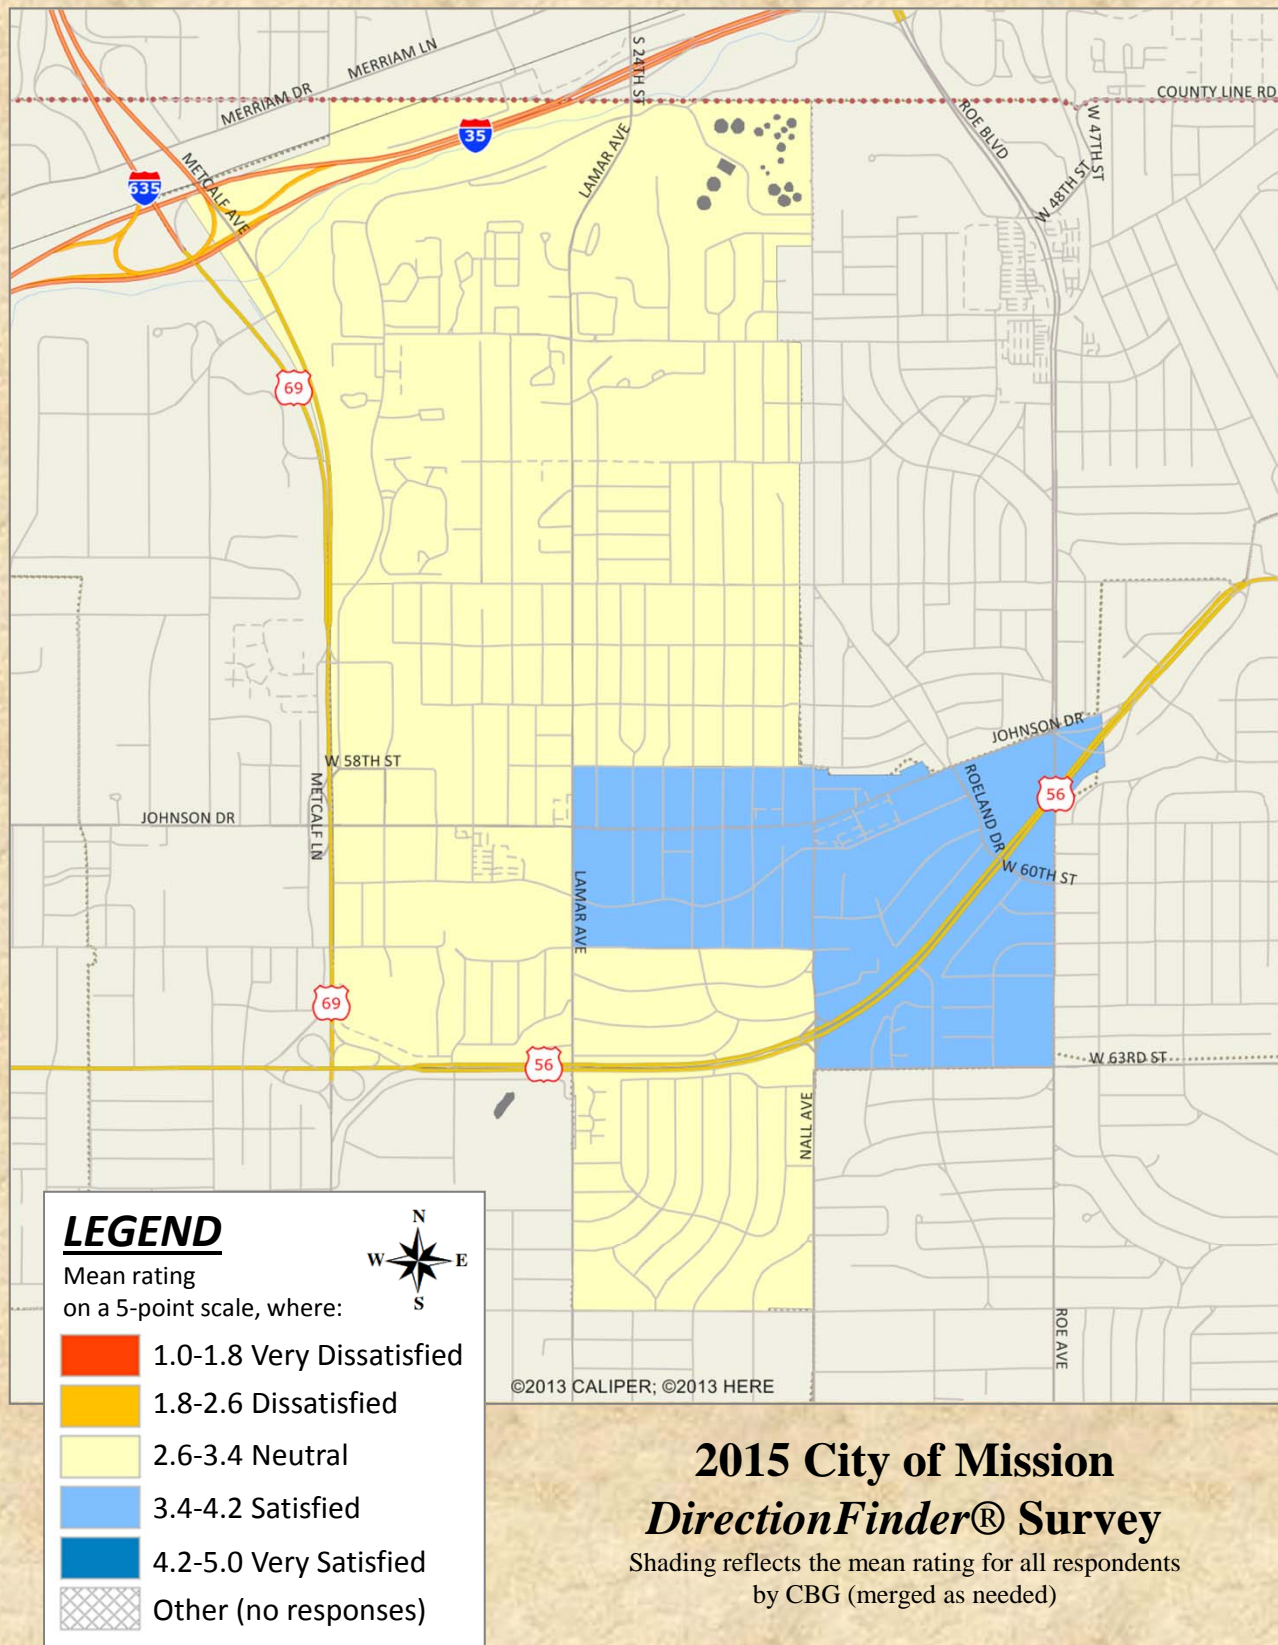 MERRIAM LN
S 24TH ST
MERRIAM DR
COUNTY LINE RD
35
ROE BLVD
W 47TH ST
LAMAR AVE
METCALF AVE
635
W 48TH ST
69
JOHNSON DR
W 58TH ST
METCALF LN
ROELAND DR
56
JOHNSON DR
W 60TH ST
LAMAR AVE
69
56
W 63RD ST
NALL AVE
ROE AVE
©2013 CALIPER; ©2013 HERE
LEGEND
N
W E
S
Mean rating
on a 5-point scale, where:
1.0-1.8 Very Dissatisfied
1.8-2.6 Dissatisfied
2.6-3.4 Neutral
3.4-4.2 Satisfied
4.2-5.0 Very Satisfied
Other (no responses)
2015 City of Mission
DirectionFinder® Survey
Shading reflects the mean rating for all respondents
by CBG (merged as needed)